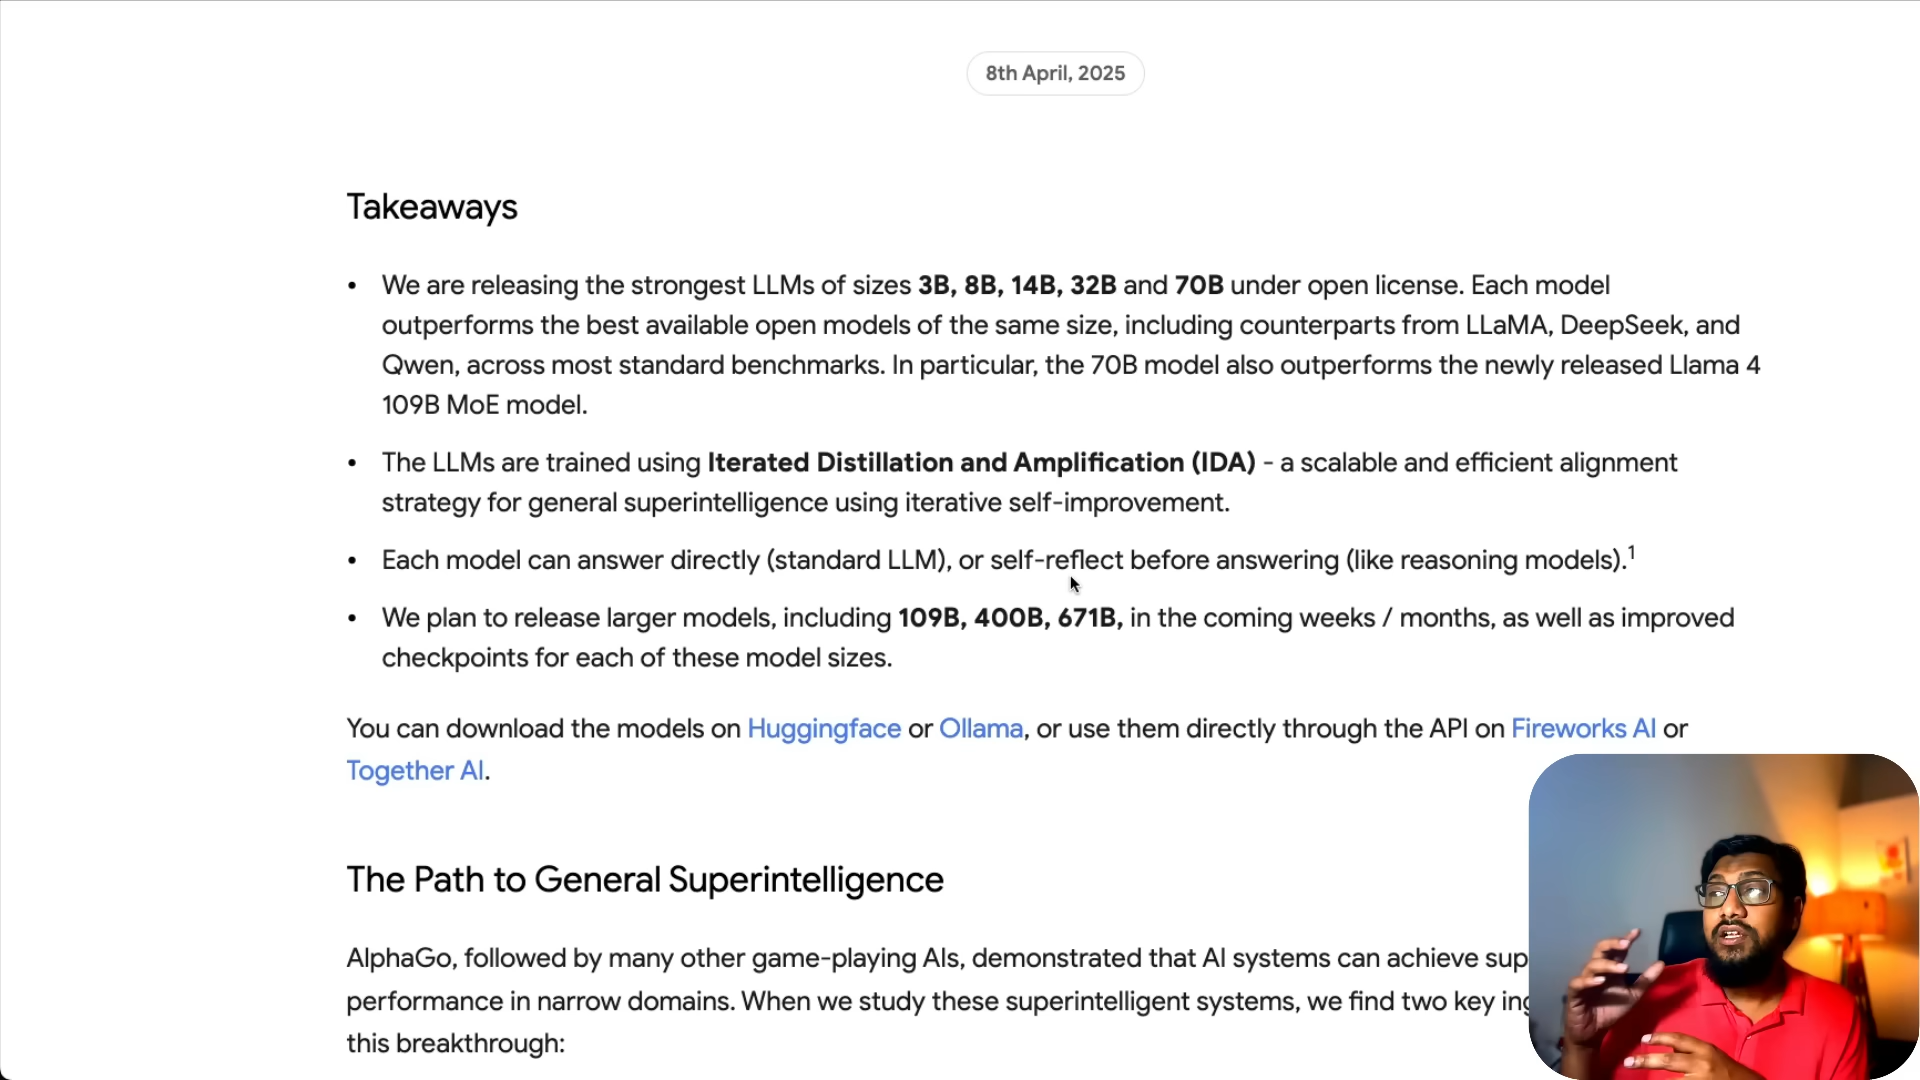 8th April, 2025
Takeaways
• We are releasing the strongest LLMs of sizes 3B, 8B, 14B, 32B and 70B under open license. Each model
outperforms the best available open models of the same size, including counterparts from LLaMA, DeepSeek, and
Qwen, across most standard benchmarks. In particular, the 70B model also outperforms the newly released Llama 4
109B MoE model.
• The LLMs are trained using Iterated Distillation and Amplification (IDA) - a scalable and efficient alignment
strategy for general superintelligence using iterative self-improvement.
• Each model can answer directly (standard LLM), or self-reflect before answering (like reasoning models).1
• We plan to release larger models, including 109B, 400B, 671B, in the coming weeks / months, as well as improved
checkpoints for each of these model sizes.
You can download the models on Huggingface or Ollama, or use them directly through the API on Fireworks AI or
Together AI.
The Path to General Superintelligence
AlphaGo, followed by many other game-playing AIs, demonstrated that AI systems can achieve sup
performance in narrow domains. When we study these superintelligent systems, we find two key ing
this breakthrough: